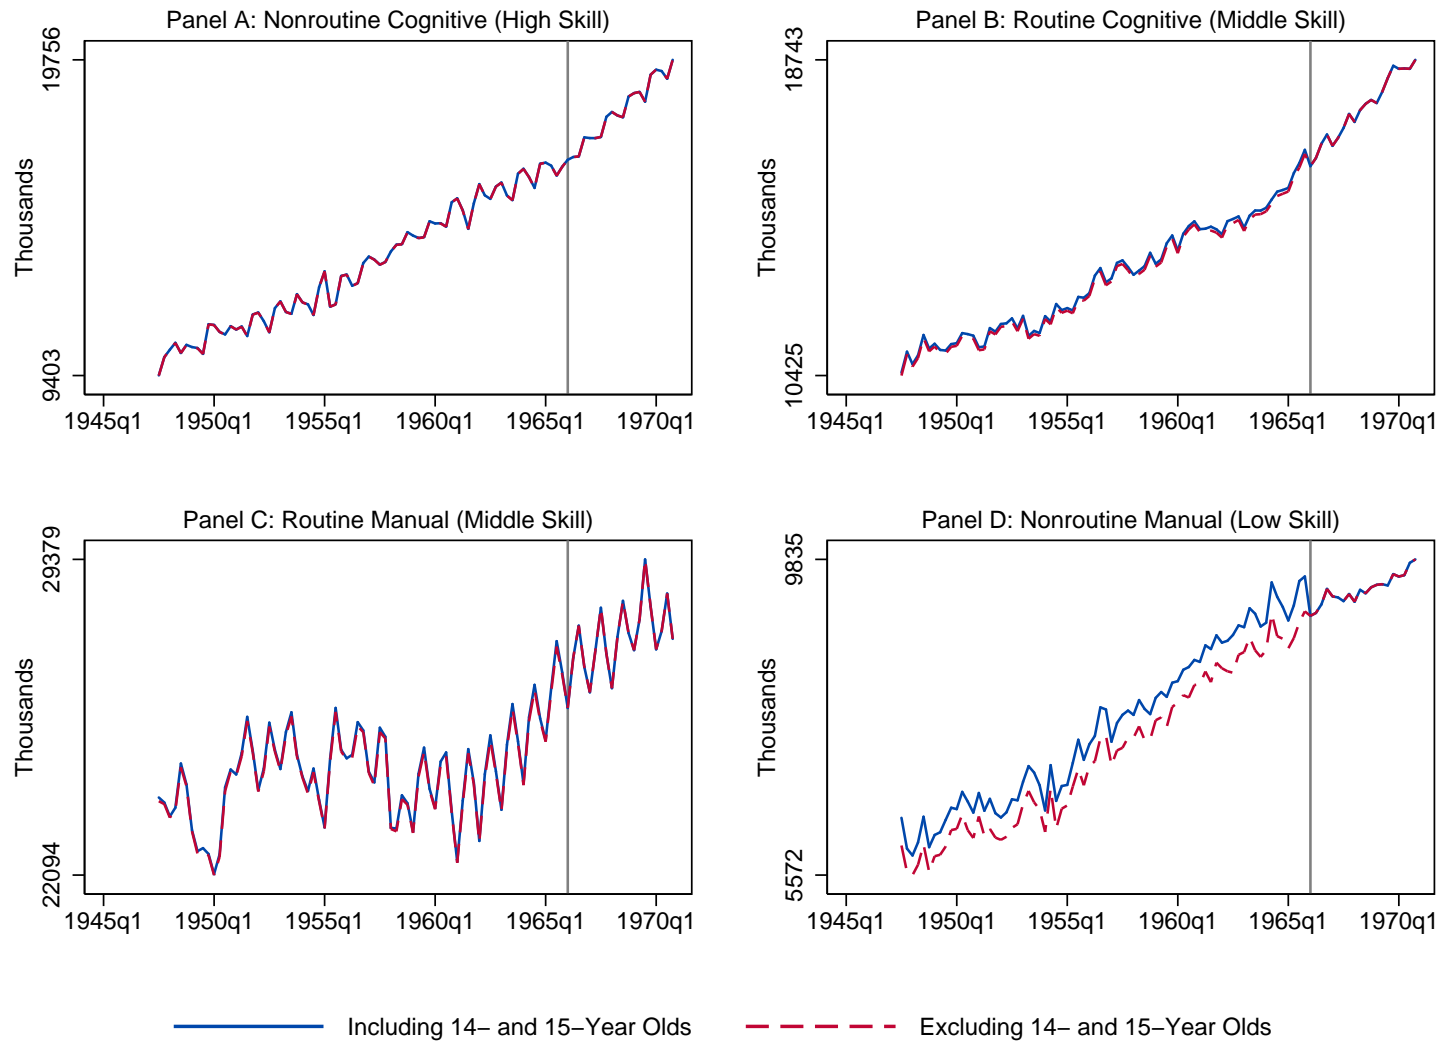 Panel A: Nonroutine Cognitive (High Skill)
Thousands
19756
9403
1945q1 1950q1 1955q1 1960q1 1965q1 1970q1
Panel B: Routine Cognitive (Middle Skill)
Thousands
18743
10425
1945q1 1950q1 1955q1 1960q1 1965q1 1970q1
Panel C: Routine Manual (Middle Skill)
Thousands
29379
22094
1945q1 1950q1 1955q1 1960q1 1965q1 1970q1
Panel D: Nonroutine Manual (Low Skill)
Thousands
9835
5572
1945q1 1950q1 1955q1 1960q1 1965q1 1970q1
Including 14− and 15−Year Olds
Excluding 14− and 15−Year Olds